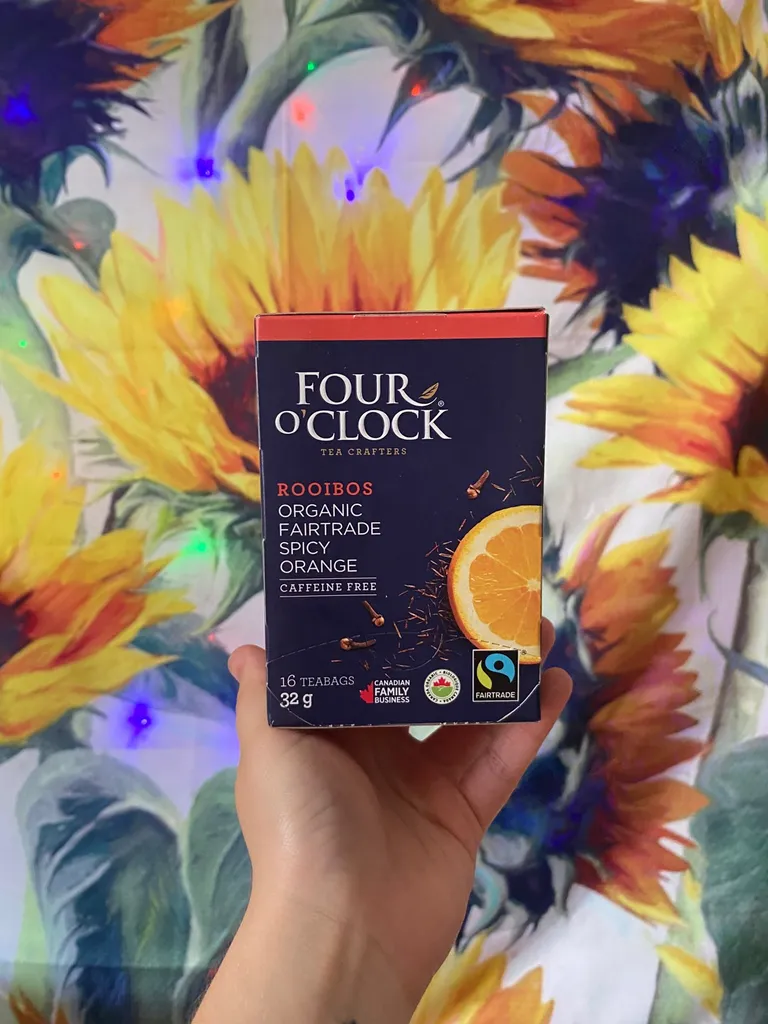 FOUR
O'CLOCK®
TEA CRAFTERS
ROOIBOS
ORGANIC
FAIRTRADE
SPICY
ORANGE
CAFFEINE FREE
16 TEABAGS
32 g
CANADIAN
FAMILY
BUSINESS
FAIRTRADE